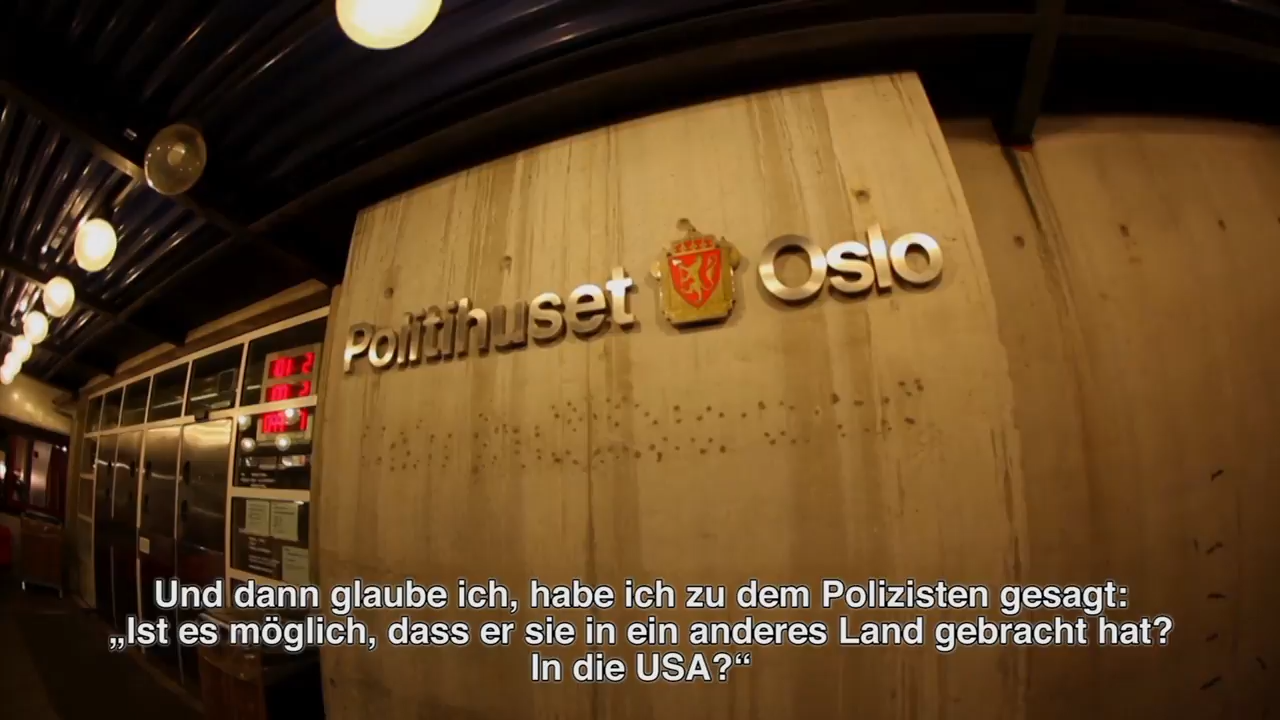 Politihuset Oslo
Und dann glaube ich, habe ich zu dem Polizisten gesagt:
„Ist es möglich, dass er sie in ein anderes Land gebracht hat?
In die USA?“